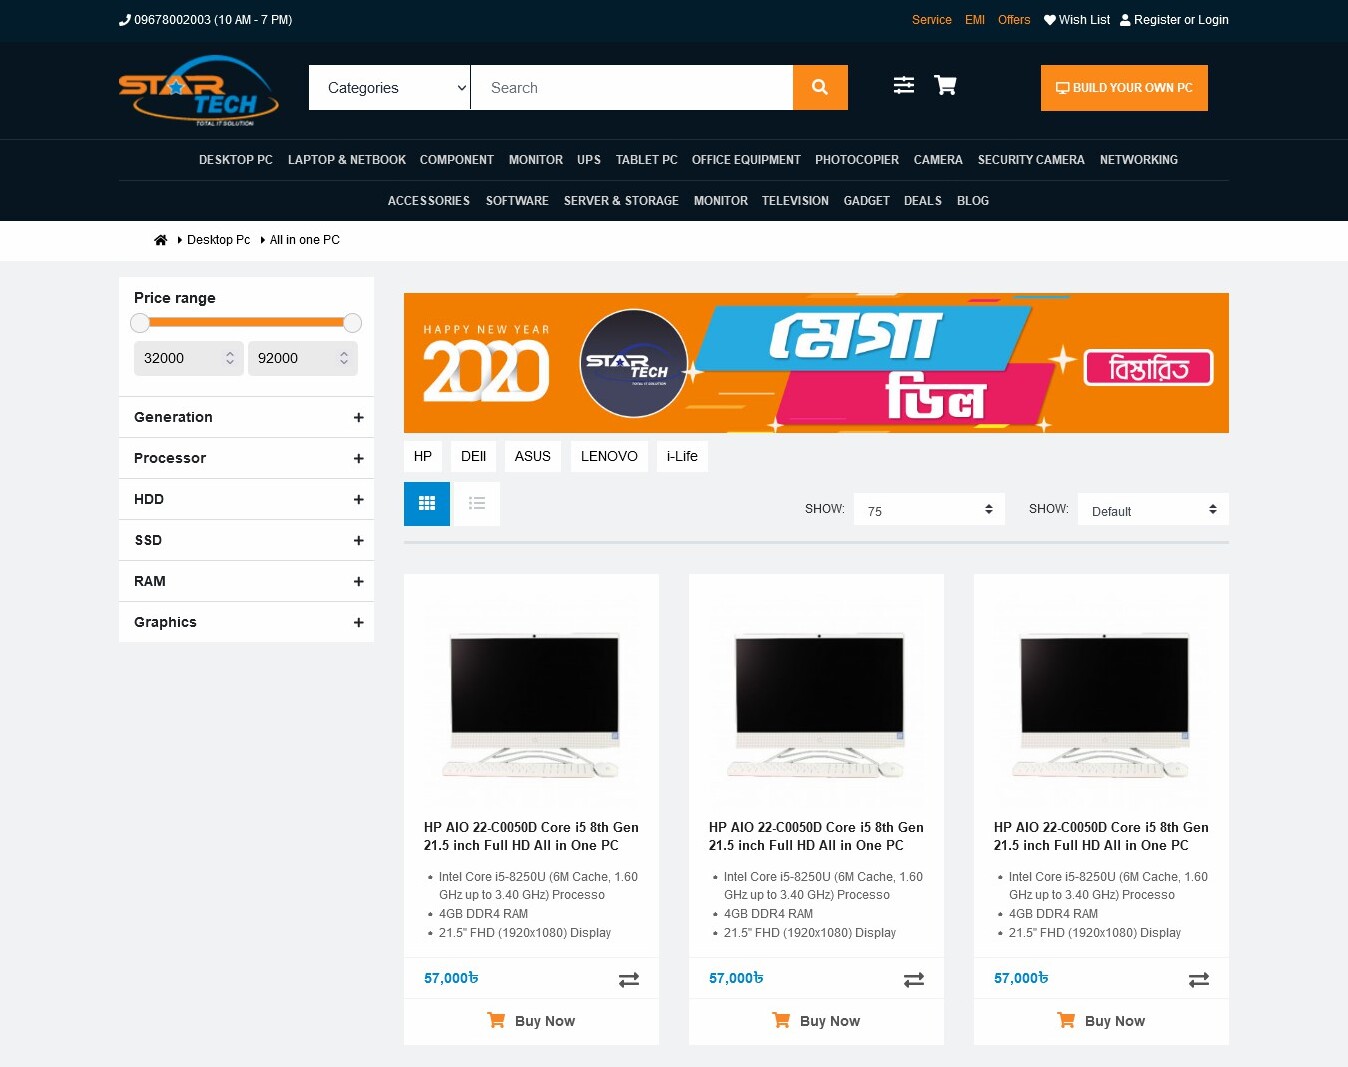 09678002003 (10 AM - 7 PM)
Service EMI Offers Wish List Register or Login
STAR TECH
TOTAL IT SOLUTION
Categories Search
BUILD YOUR OWN PC
DESKTOP PC LAPTOP & NETBOOK COMPONENT MONITOR UPS TABLET PC OFFICE EQUIPMENT PHOTOCOPIER CAMERA SECURITY CAMERA NETWORKING
ACCESSORIES SOFTWARE SERVER & STORAGE MONITOR TELEVISION GADGET DEALS BLOG
Desktop Pc All in one PC
Price range
32000 92000
Generation +
Processor +
HDD +
SSD +
RAM +
Graphics +
HAPPY NEW YEAR
2020
STAR TECH
TOTAL IT SOLUTION
মেগা
ডিল
বিস্তারিত
HP DEll ASUS LENOVO i-Life
SHOW: 75 SHOW: Default
HP AIO 22-C0050D Core i5 8th Gen
21.5 inch Full HD All in One PC
• Intel Core i5-8250U (6M Cache, 1.60
GHz up to 3.40 GHz) Processo
• 4GB DDR4 RAM
• 21.5" FHD (1920x1080) Display
57,000৳
Buy Now
HP AIO 22-C0050D Core i5 8th Gen
21.5 inch Full HD All in One PC
• Intel Core i5-8250U (6M Cache, 1.60
GHz up to 3.40 GHz) Processo
• 4GB DDR4 RAM
• 21.5" FHD (1920x1080) Display
57,000৳
Buy Now
HP AIO 22-C0050D Core i5 8th Gen
21.5 inch Full HD All in One PC
• Intel Core i5-8250U (6M Cache, 1.60
GHz up to 3.40 GHz) Processo
• 4GB DDR4 RAM
• 21.5" FHD (1920x1080) Display
57,000৳
Buy Now